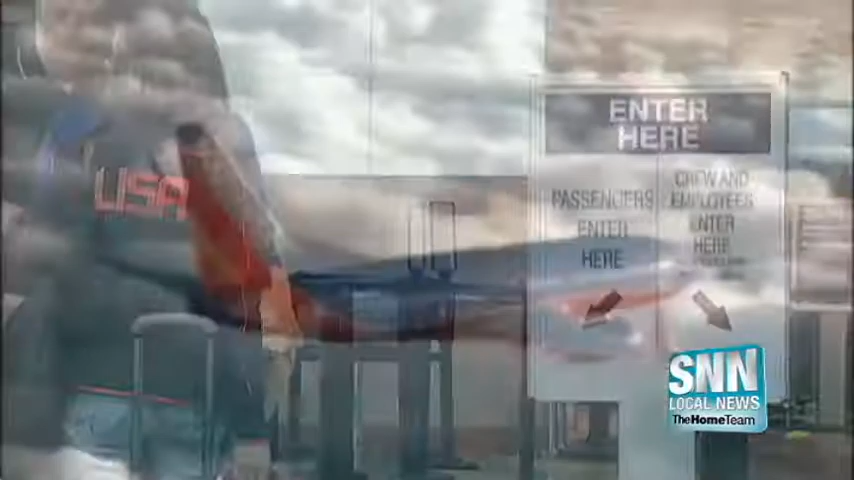 USA
ENTER
HERE
PASSENGERS
ENTER
HERE
CREW AND
EMPLOYEES
ENTER
HERE
SNN
LOCAL NEWS
TheHomeTeam